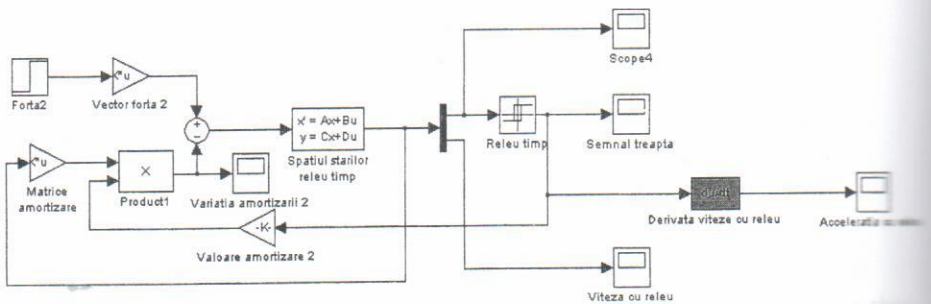 Scope4
Forta2
u
Vector forta 2
+
−
x' = Ax+Bu
y = Cx+Du
Spatiul starilor
releu timp
Releu timp
Semnal treapta
u
Matrice
amortizare
×
Product1
Variatia amortizarii 2
-K-
Valoare amortizare 2
Derivata viteze cu releu
Viteza cu releu